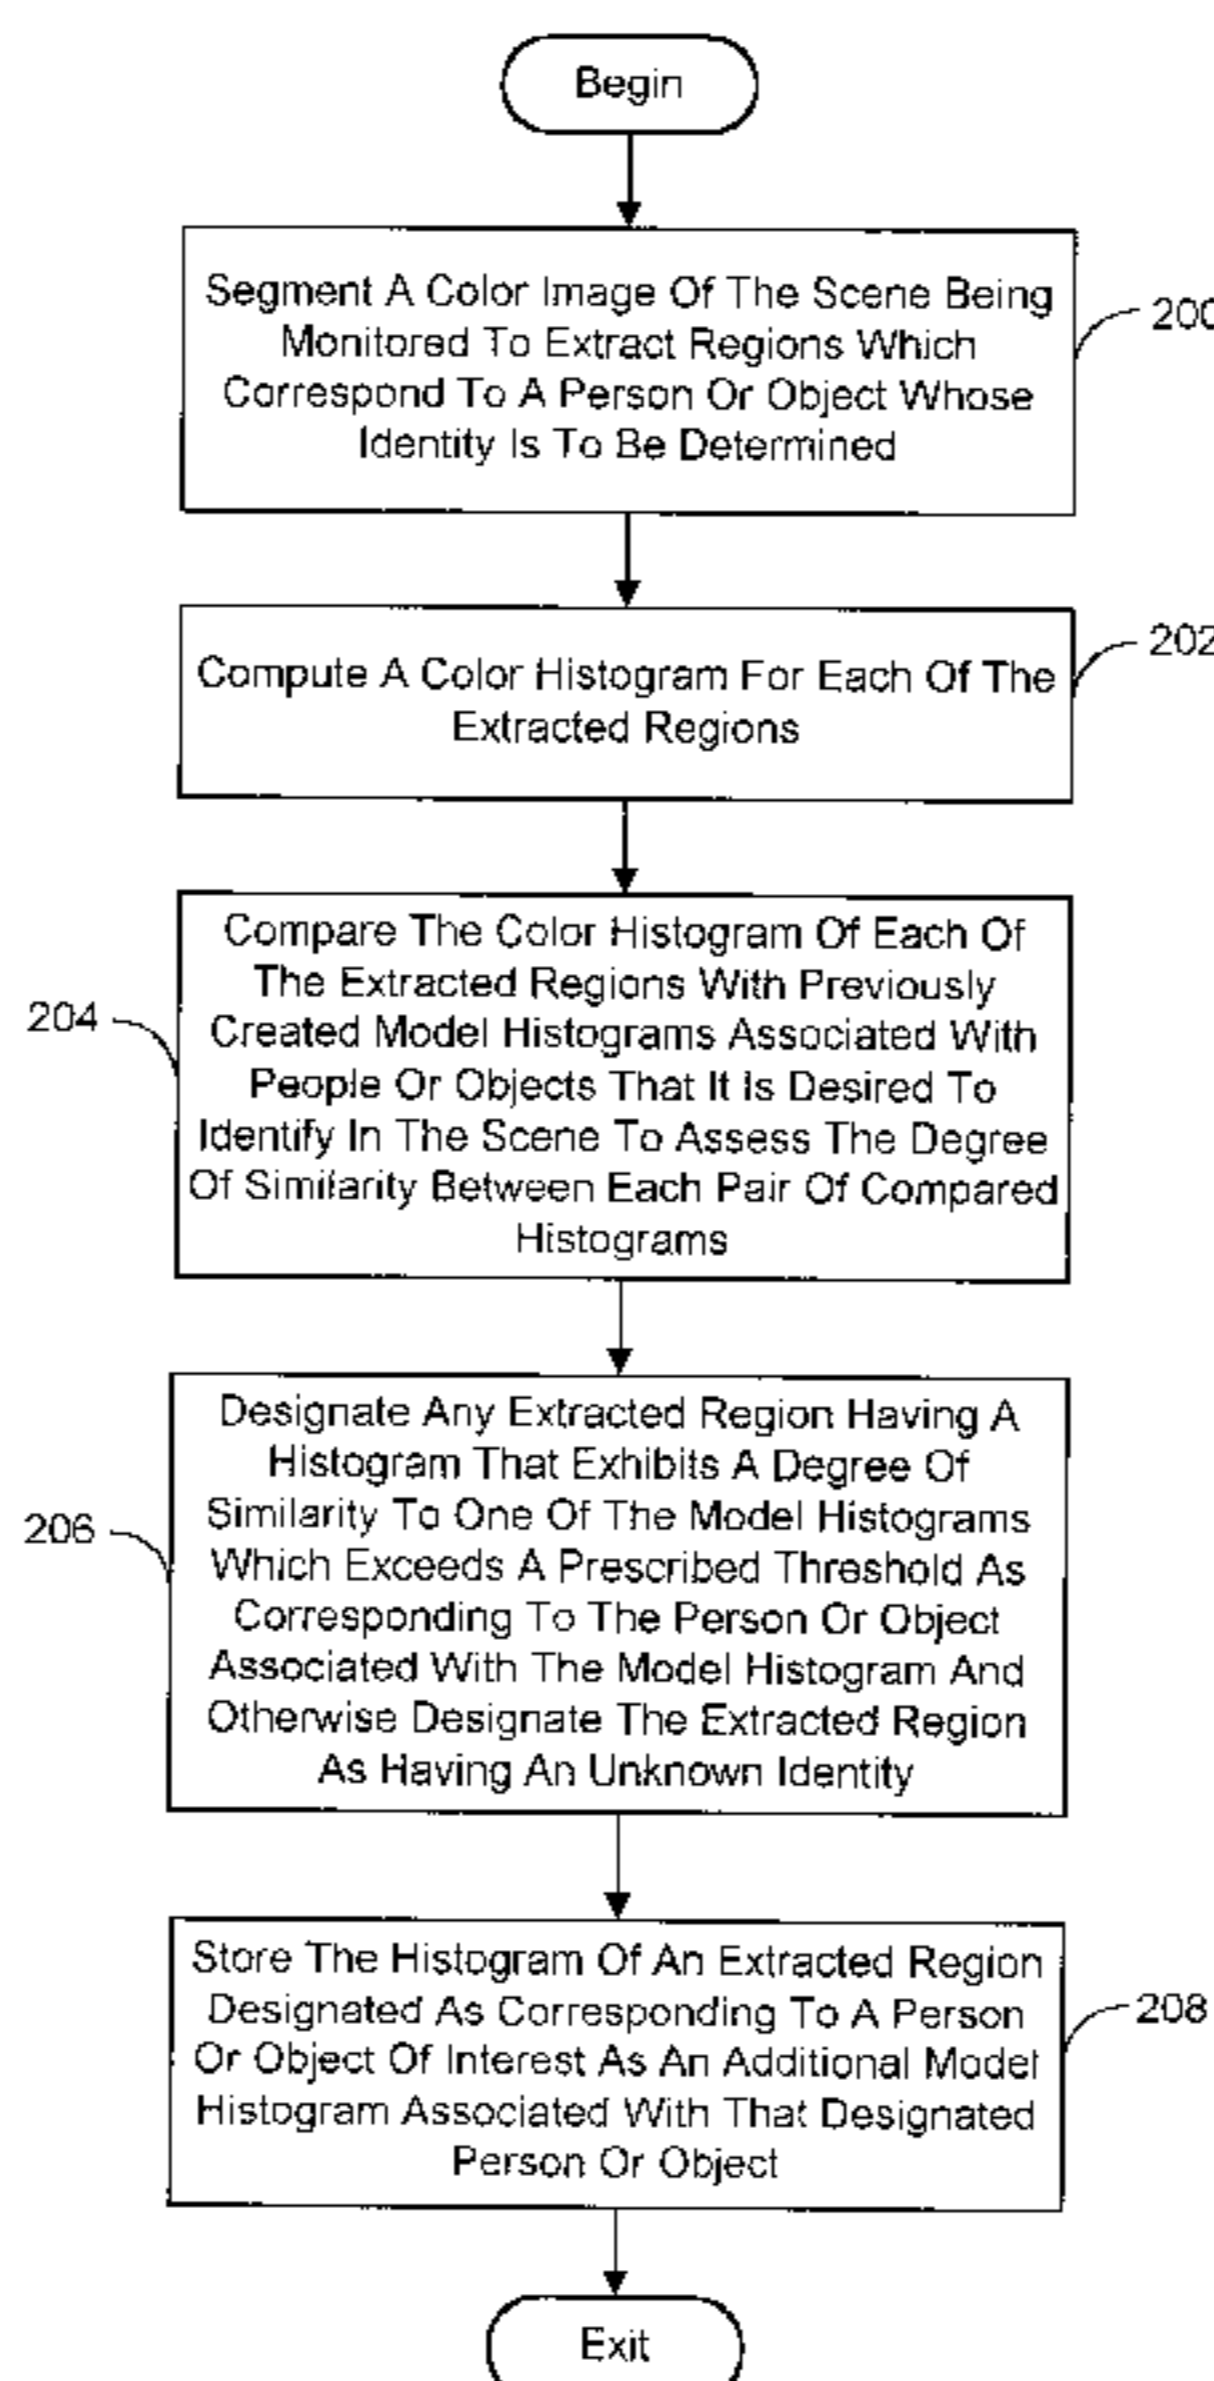 Begin
Segment A Color Image Of The Scene Being
Monitored To Extract Regions Which
Correspond To A Person Or Object Whose
Identity Is To Be Determined
200
Compute A Color Histogram For Each Of The
Extracted Regions
202
Compare The Color Histogram Of Each Of
The Extracted Regions With Previously
Created Model Histograms Associated With
People Or Objects That It Is Desired To
Identify In The Scene To Assess The Degree
Of Similarity Between Each Pair Of Compared
Histograms
204
Designate Any Extracted Region Having A
Histogram That Exhibits A Degree Of
Similarity To One Of The Model Histograms
Which Exceeds A Prescribed Threshold As
Corresponding To The Person Or Object
Associated With The Model Histogram And
Otherwise Designate The Extracted Region
As Having An Unknown Identity
206
Store The Histogram Of An Extracted Region
Designated As Corresponding To A Person
Or Object Of Interest As An Additional Model
Histogram Associated With That Designated
Person Or Object
208
Exit